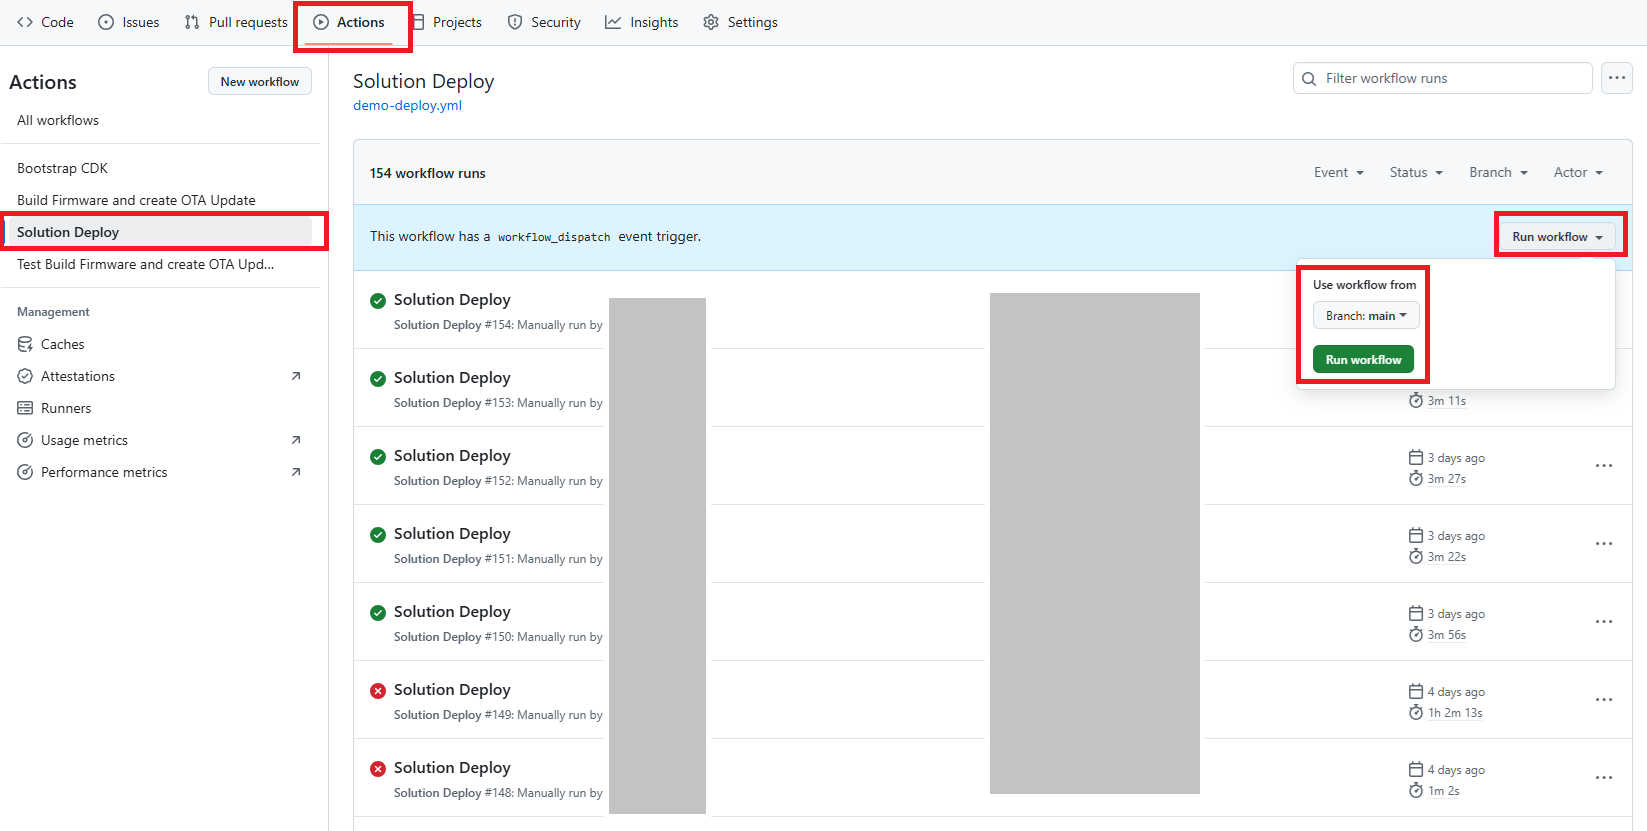 Code Issues Pull requests Actions Projects Security Insights Settings
Actions
New workflow
All workflows
Bootstrap CDK
Build Firmware and create OTA Update
Solution Deploy
Test Build Firmware and create OTA Upd...
Management
Caches
Attestations
Runners
Usage metrics
Performance metrics
Solution Deploy
demo-deploy.yml
Filter workflow runs
154 workflow runs
Event Status Branch Actor
This workflow has a workflow_dispatch event trigger.
Run workflow
Use workflow from
Branch: main
Run workflow
Solution Deploy
Solution Deploy #154: Manually run by
Solution Deploy
Solution Deploy #153: Manually run by
3m 11s
Solution Deploy
Solution Deploy #152: Manually run by
3 days ago
3m 27s
Solution Deploy
Solution Deploy #151: Manually run by
3 days ago
3m 22s
Solution Deploy
Solution Deploy #150: Manually run by
3 days ago
3m 56s
Solution Deploy
Solution Deploy #149: Manually run by
4 days ago
1h 2m 13s
Solution Deploy
Solution Deploy #148: Manually run by
4 days ago
1m 2s